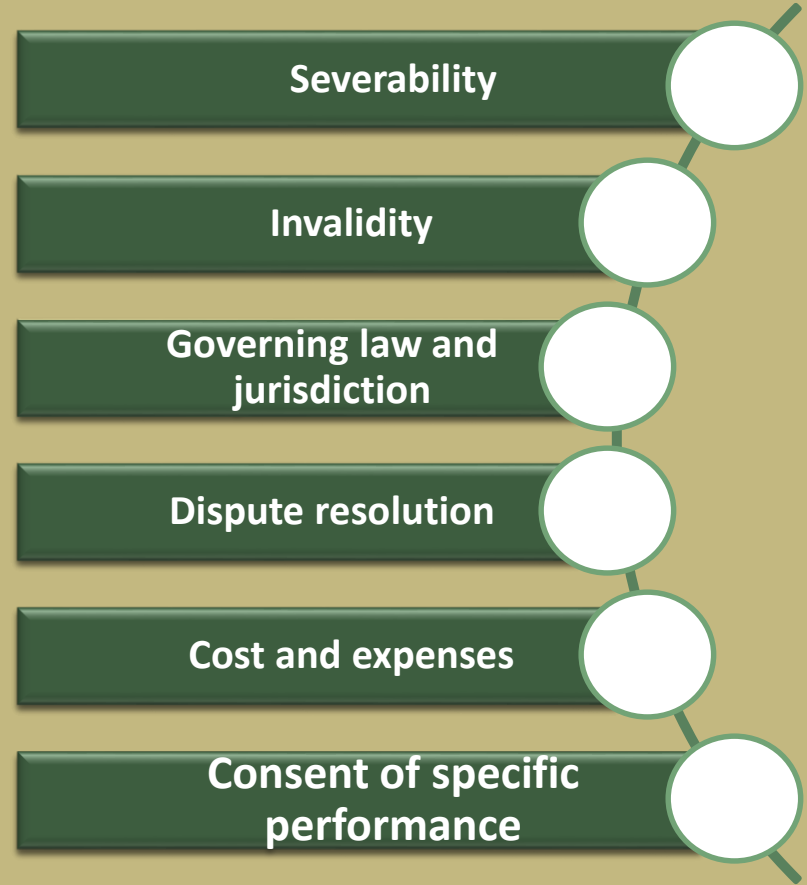 Severability
Invalidity
Governing law and
jurisdiction
Dispute resolution
Cost and expenses
Consent of specific
performance